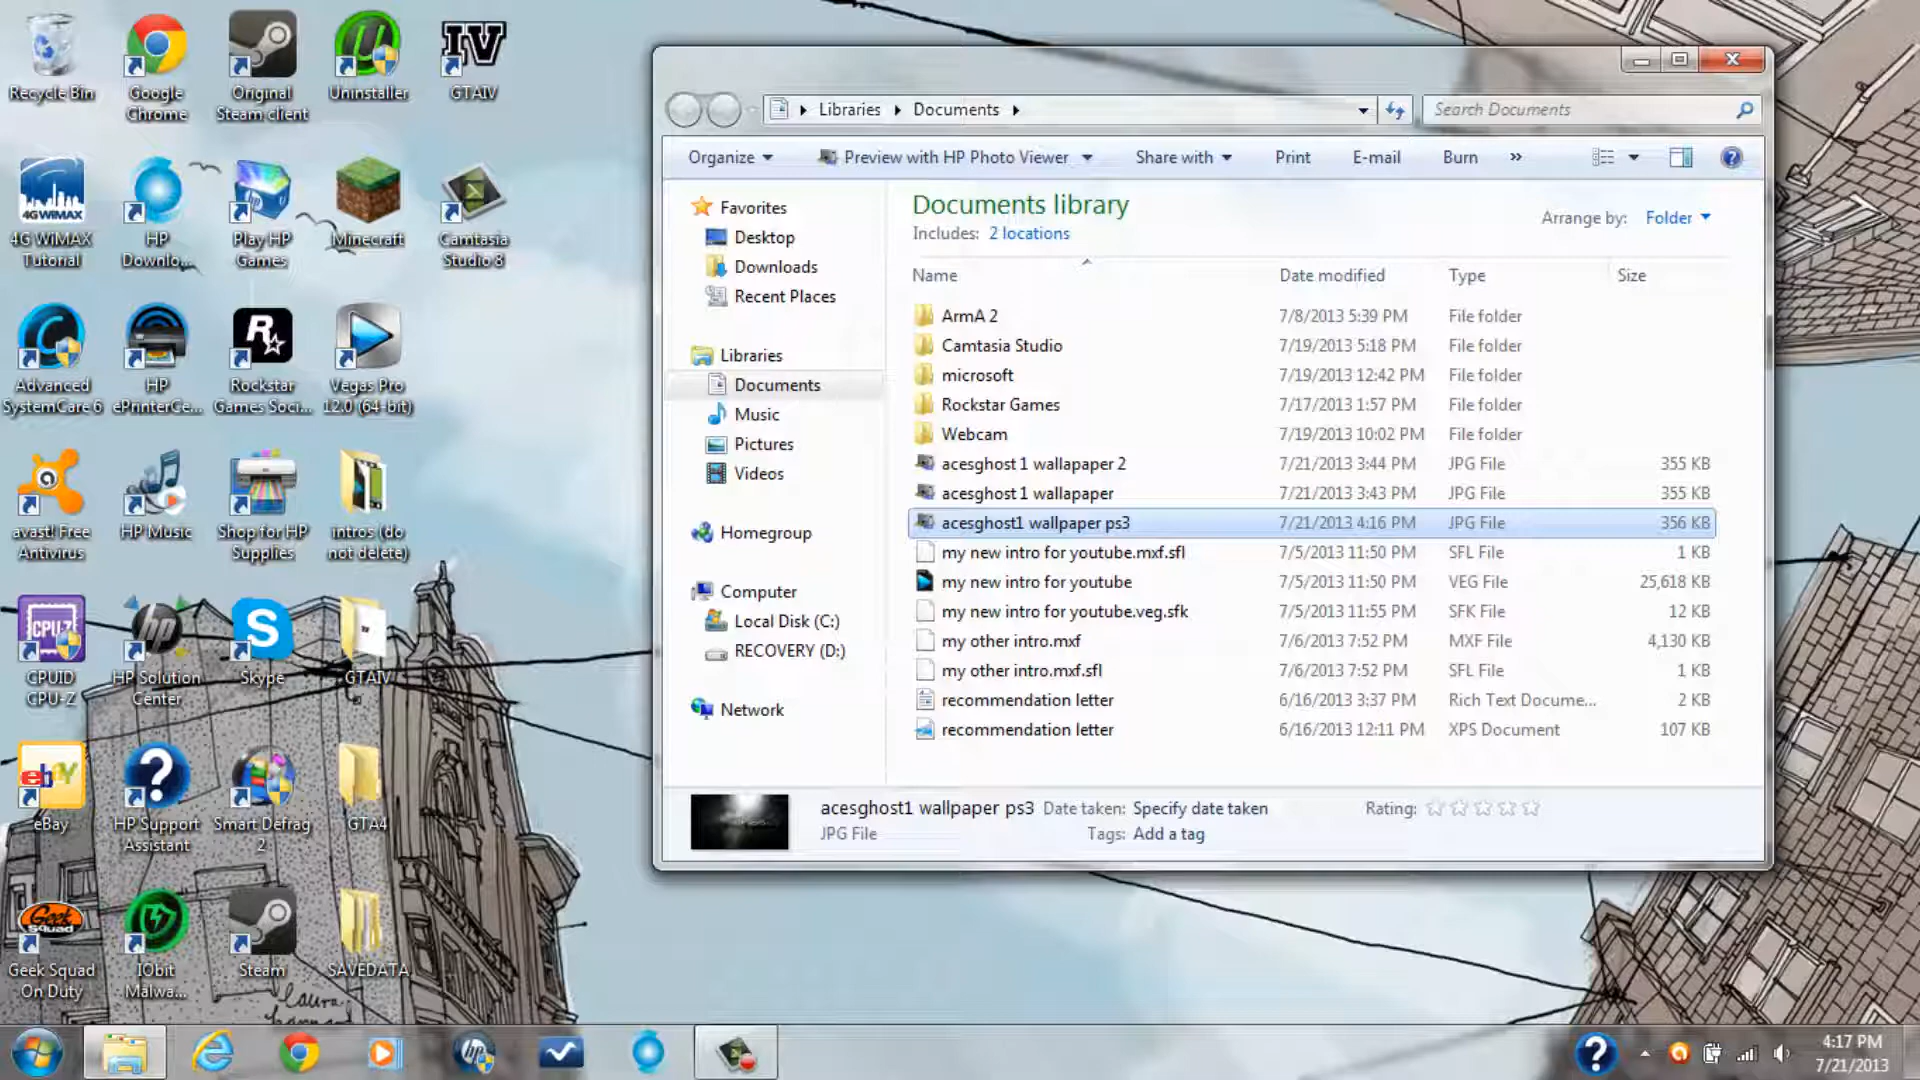 Recycle Bin
Google
Chrome
Original
Steam client
Uninstaller
IV
GTAIV
4G WiMAX
4G WiMAX
Tutorial
HP
Downlo...
Play HP
Games
Minecraft
Camtasia
Studio 8
Advanced
SystemCare 6
HP
ePrinterCe...
R
Rockstar
Games Soci...
Vegas Pro
12.0 (64-bit)
avast! Free
Antivirus
HP Music
Shop for HP
Supplies
intros (do
not delete)
CPU-Z
CPUID
CPU-Z
hp
HP Solution
Center
S
Skype
GTAIV
ebay
eBay
?
HP Support
Assistant
Smart Defrag
2
GTA4
Geek
Squad
Geek Squad
On Duty
IObit
Malwa...
Steam
SAVEDATA
Laura
Libraries
Documents
Search Documents
Organize
Preview with HP Photo Viewer
Share with
Print
E-mail
Burn
»
?
Favorites
Desktop
Downloads
Recent Places
Libraries
Documents
Music
Pictures
Videos
Homegroup
Computer
Local Disk (C:)
RECOVERY (D:)
Network
Documents library
Includes: 2 locations
Arrange by: Folder
Name Date modified Type Size
ArmA 2 7/8/2013 5:39 PM File folder
Camtasia Studio 7/19/2013 5:18 PM File folder
microsoft 7/19/2013 12:42 PM File folder
Rockstar Games 7/17/2013 1:57 PM File folder
Webcam 7/19/2013 10:02 PM File folder
acesghost 1 wallapaper 2 7/21/2013 3:44 PM JPG File 355 KB
acesghost 1 wallapaper 7/21/2013 3:43 PM JPG File 355 KB
acesghost1 wallpaper ps3 7/21/2013 4:16 PM JPG File 356 KB
my new intro for youtube.mxf.sfl 7/5/2013 11:50 PM SFL File 1 KB
my new intro for youtube 7/5/2013 11:50 PM VEG File 25,618 KB
my new intro for youtube.veg.sfk 7/5/2013 11:55 PM SFK File 12 KB
my other intro.mxf 7/6/2013 7:52 PM MXF File 4,130 KB
my other intro.mxf.sfl 7/6/2013 7:52 PM SFL File 1 KB
recommendation letter 6/16/2013 3:37 PM Rich Text Docume... 2 KB
recommendation letter 6/16/2013 12:11 PM XPS Document 107 KB
acesghost1 wallpaper ps3 Date taken: Specify date taken Rating:
JPG File Tags: Add a tag
hp
?
4:17 PM
7/21/2013